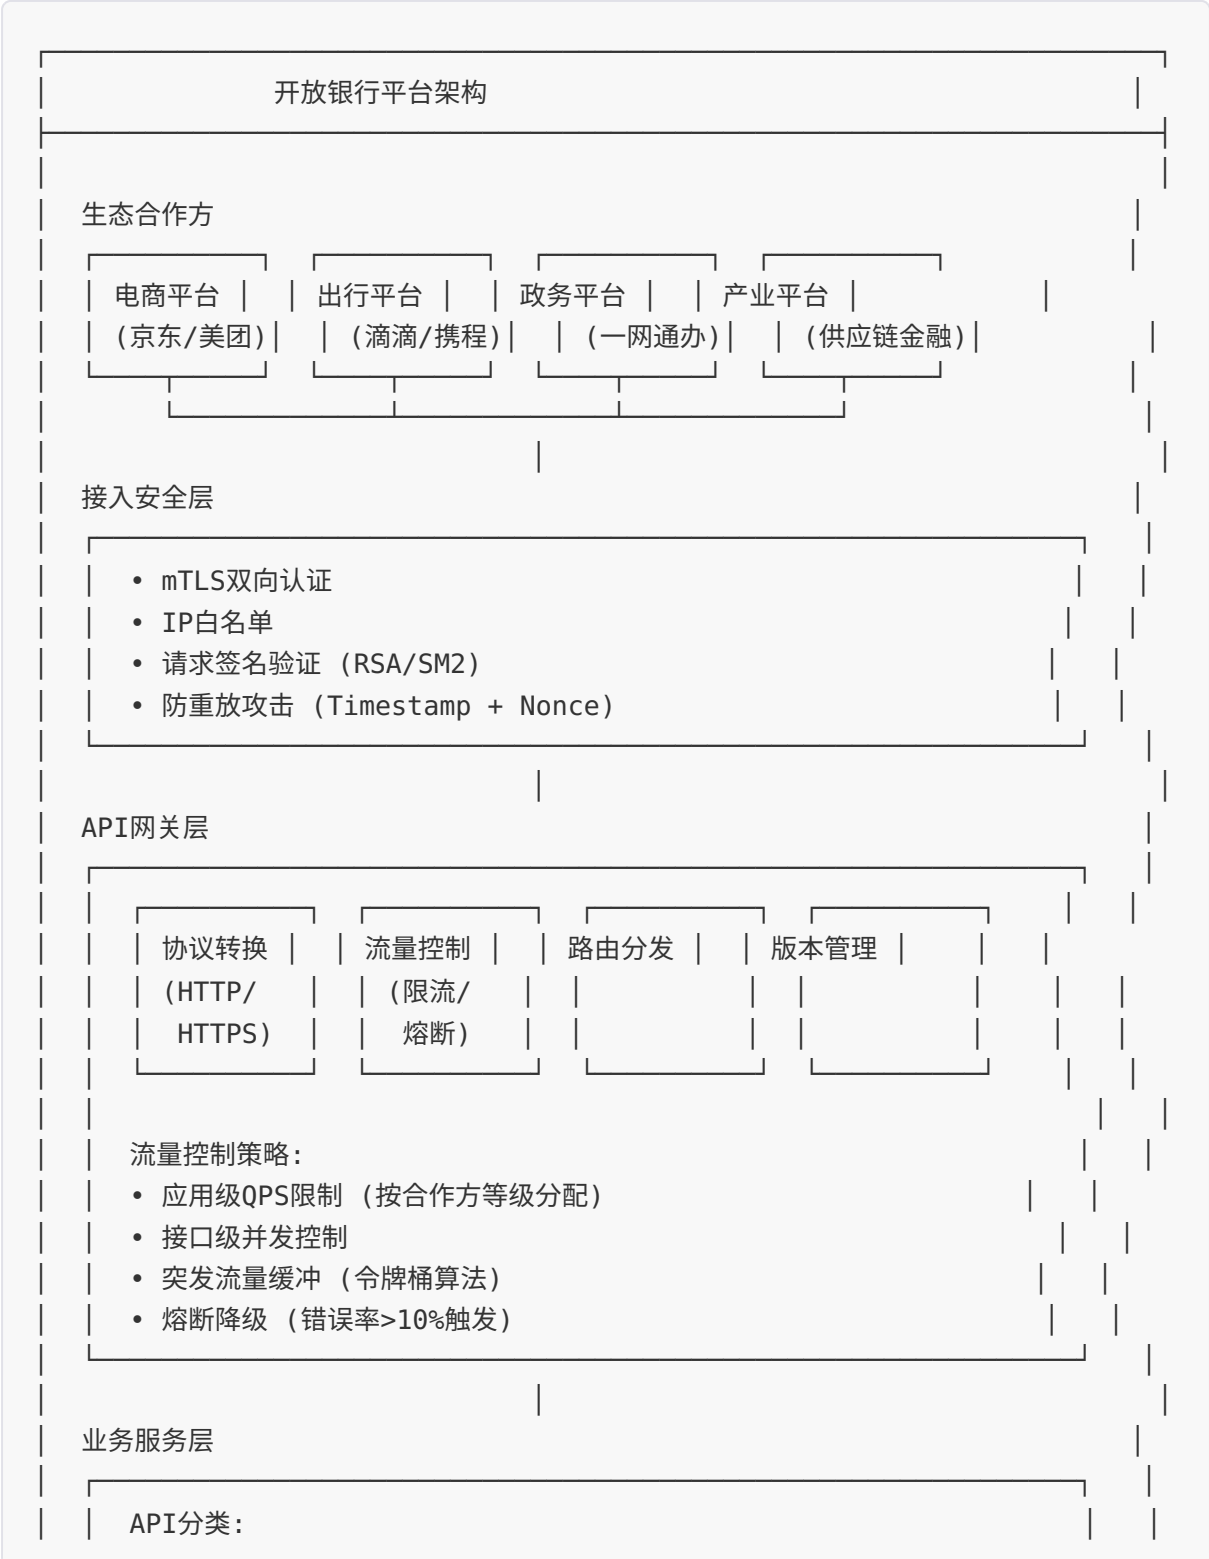 开放银行平台架构
生态合作方
电商平台 出行平台 政务平台 产业平台
(京东/美团) (滴滴/携程) (一网通办) (供应链金融)
接入安全层
• mTLS双向认证
• IP白名单
• 请求签名验证 (RSA/SM2)
• 防重放攻击 (Timestamp + Nonce)
API网关层
协议转换 流量控制 路由分发 版本管理
(HTTP/ (限流/
HTTPS) 熔断)
流量控制策略:
• 应用级QPS限制 (按合作方等级分配)
• 接口级并发控制
• 突发流量缓冲 (令牌桶算法)
• 熔断降级 (错误率>10%触发)
业务服务层
API分类: